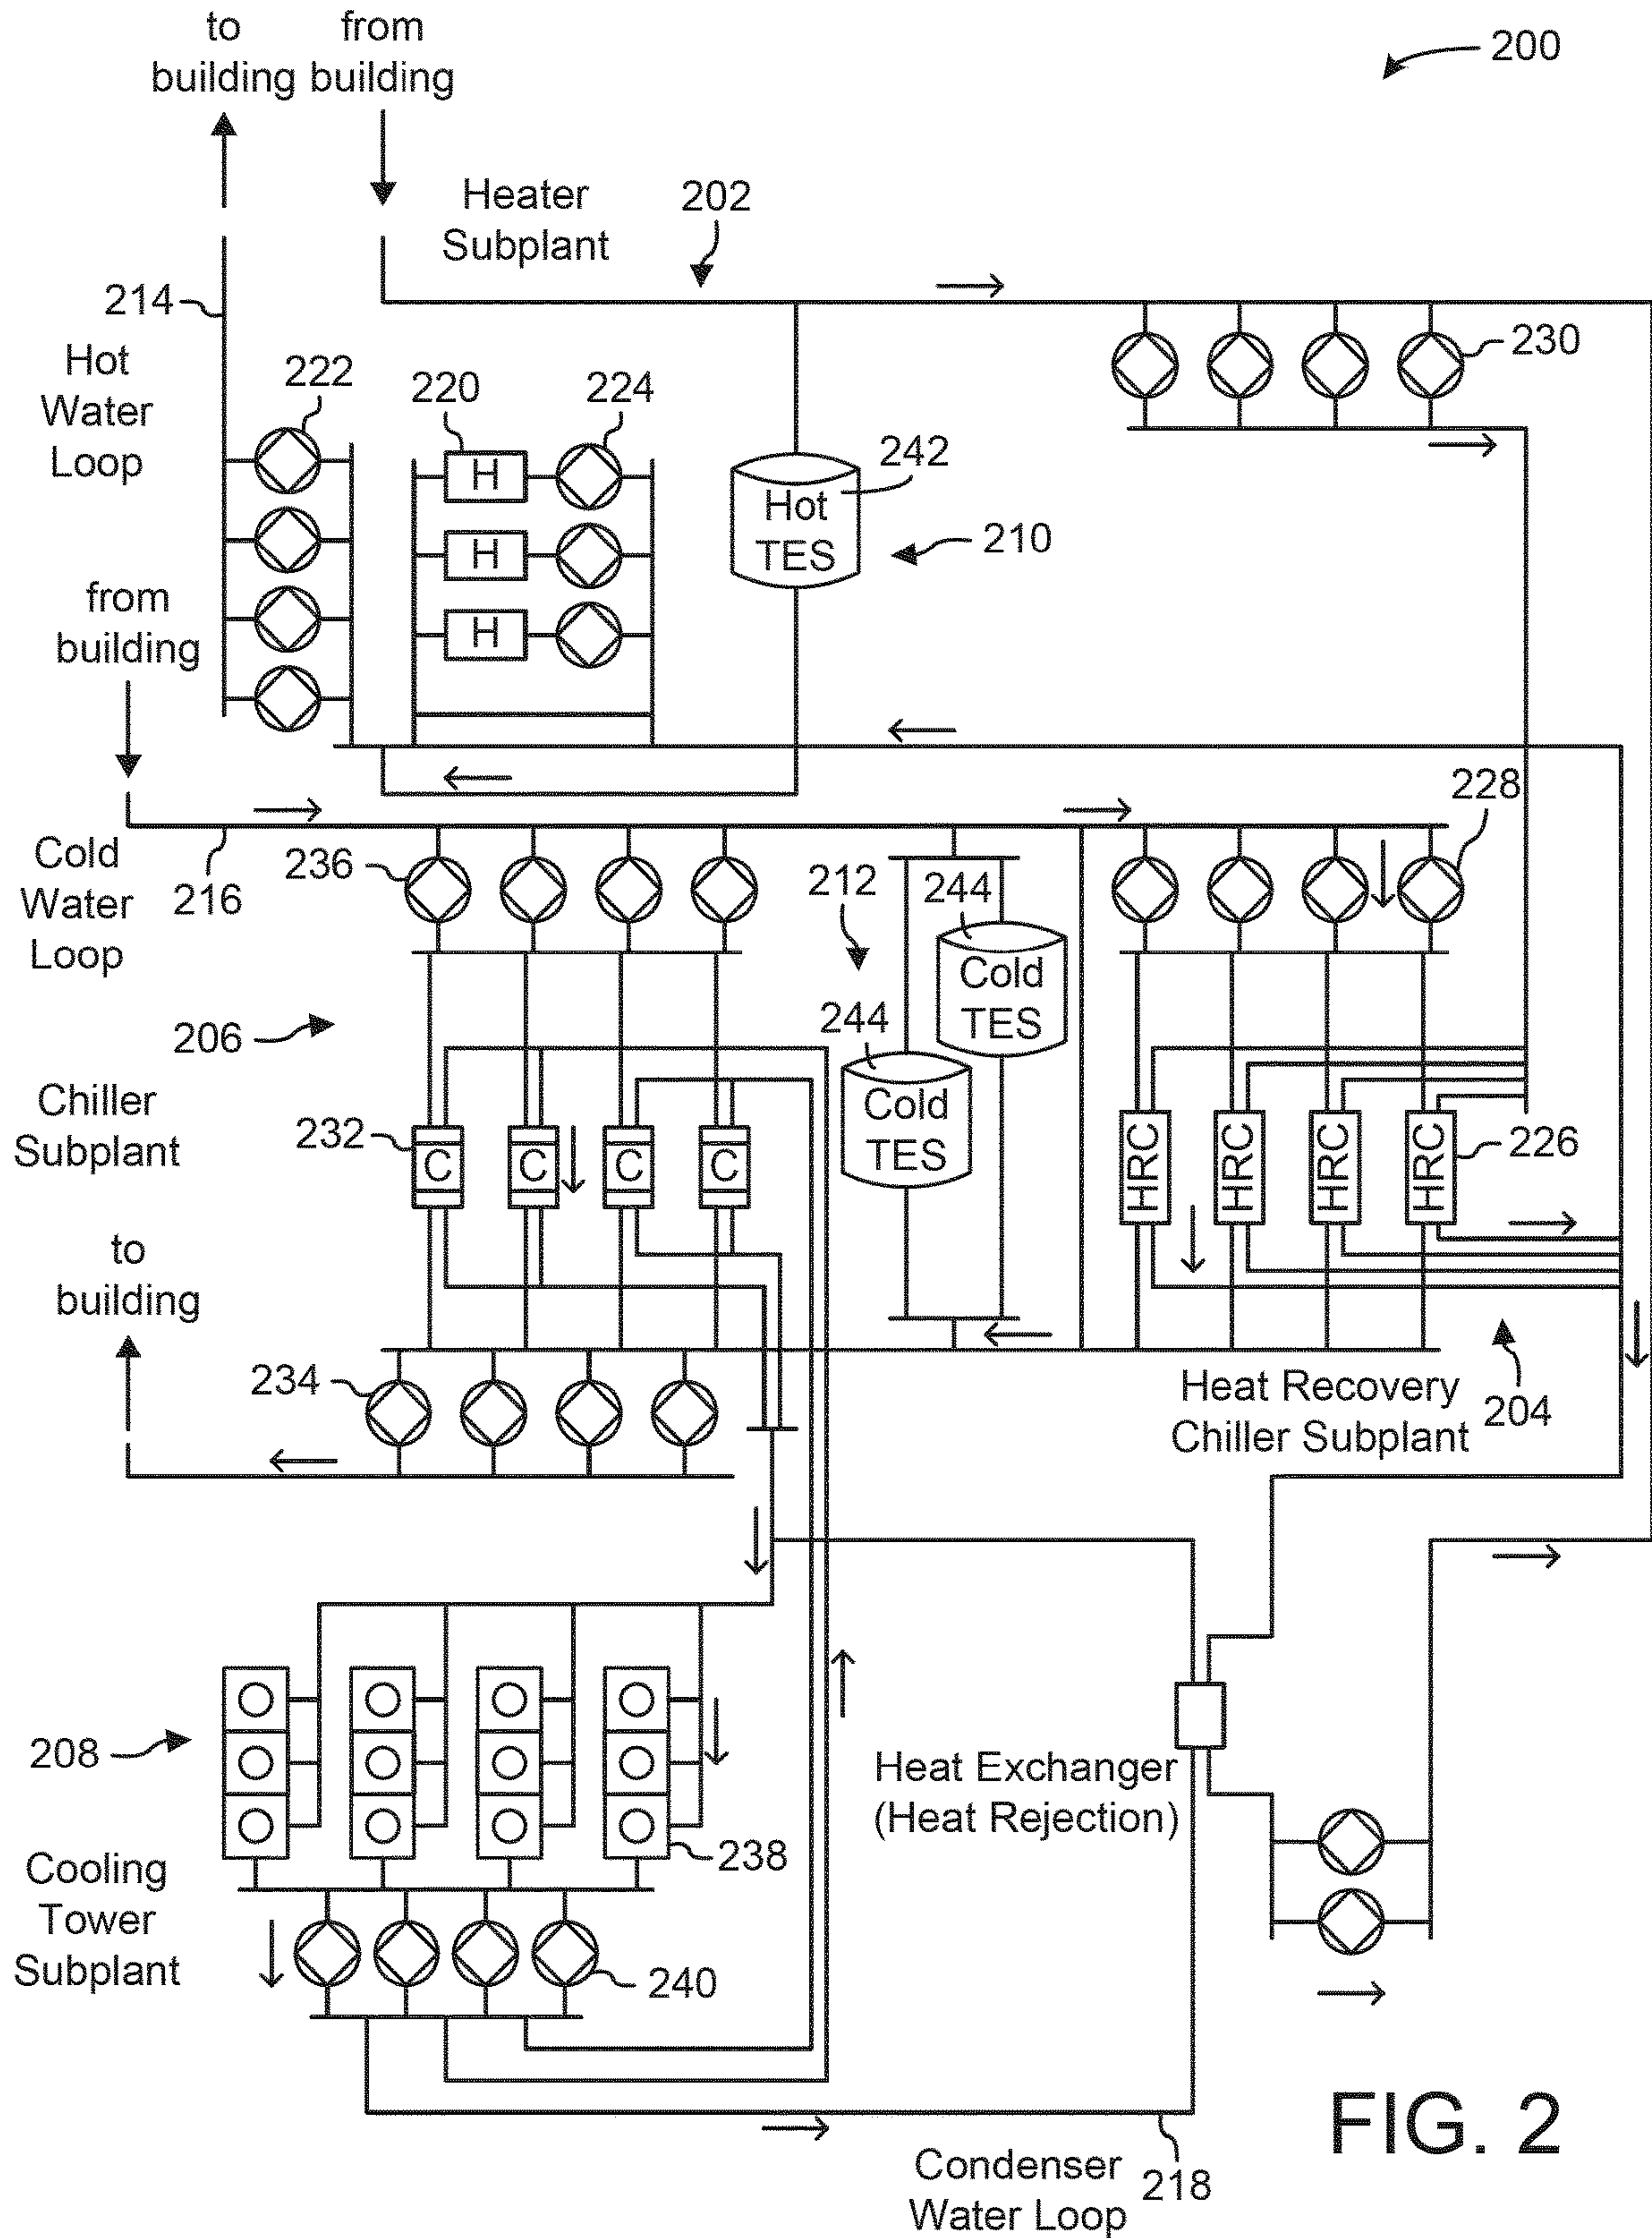 to
building
from
building
200
Heater
Subplant
202
214
Hot
Water
Loop
222
220
224
230
H
H
H
Hot
TES
242
210
from
building
228
Cold
Water
Loop
216
236
212
244
Cold
TES
244
Cold
TES
206
Chiller
Subplant
232
C
C
C
C
HRC
HRC
HRC
HRC
226
to
building
234
Heat Recovery
Chiller Subplant
204
208
Heat Exchanger
(Heat Rejection)
238
Cooling
Tower
Subplant
240
FIG. 2
Condenser
Water Loop
218